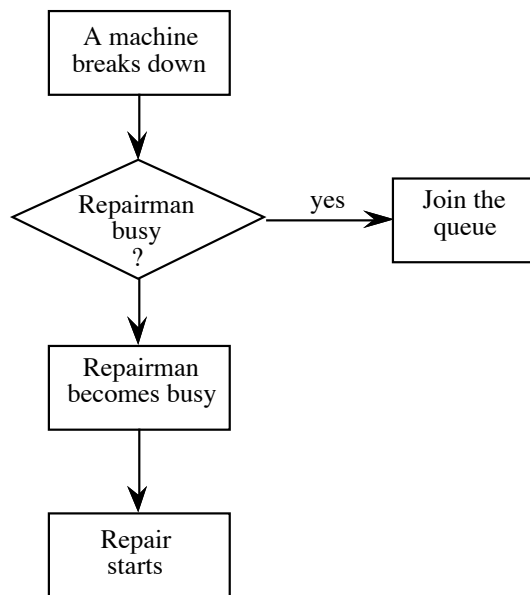 A machine
breaks down
Repairman
busy
?
yes
Join the
queue
Repairman
becomes busy
Repair
starts